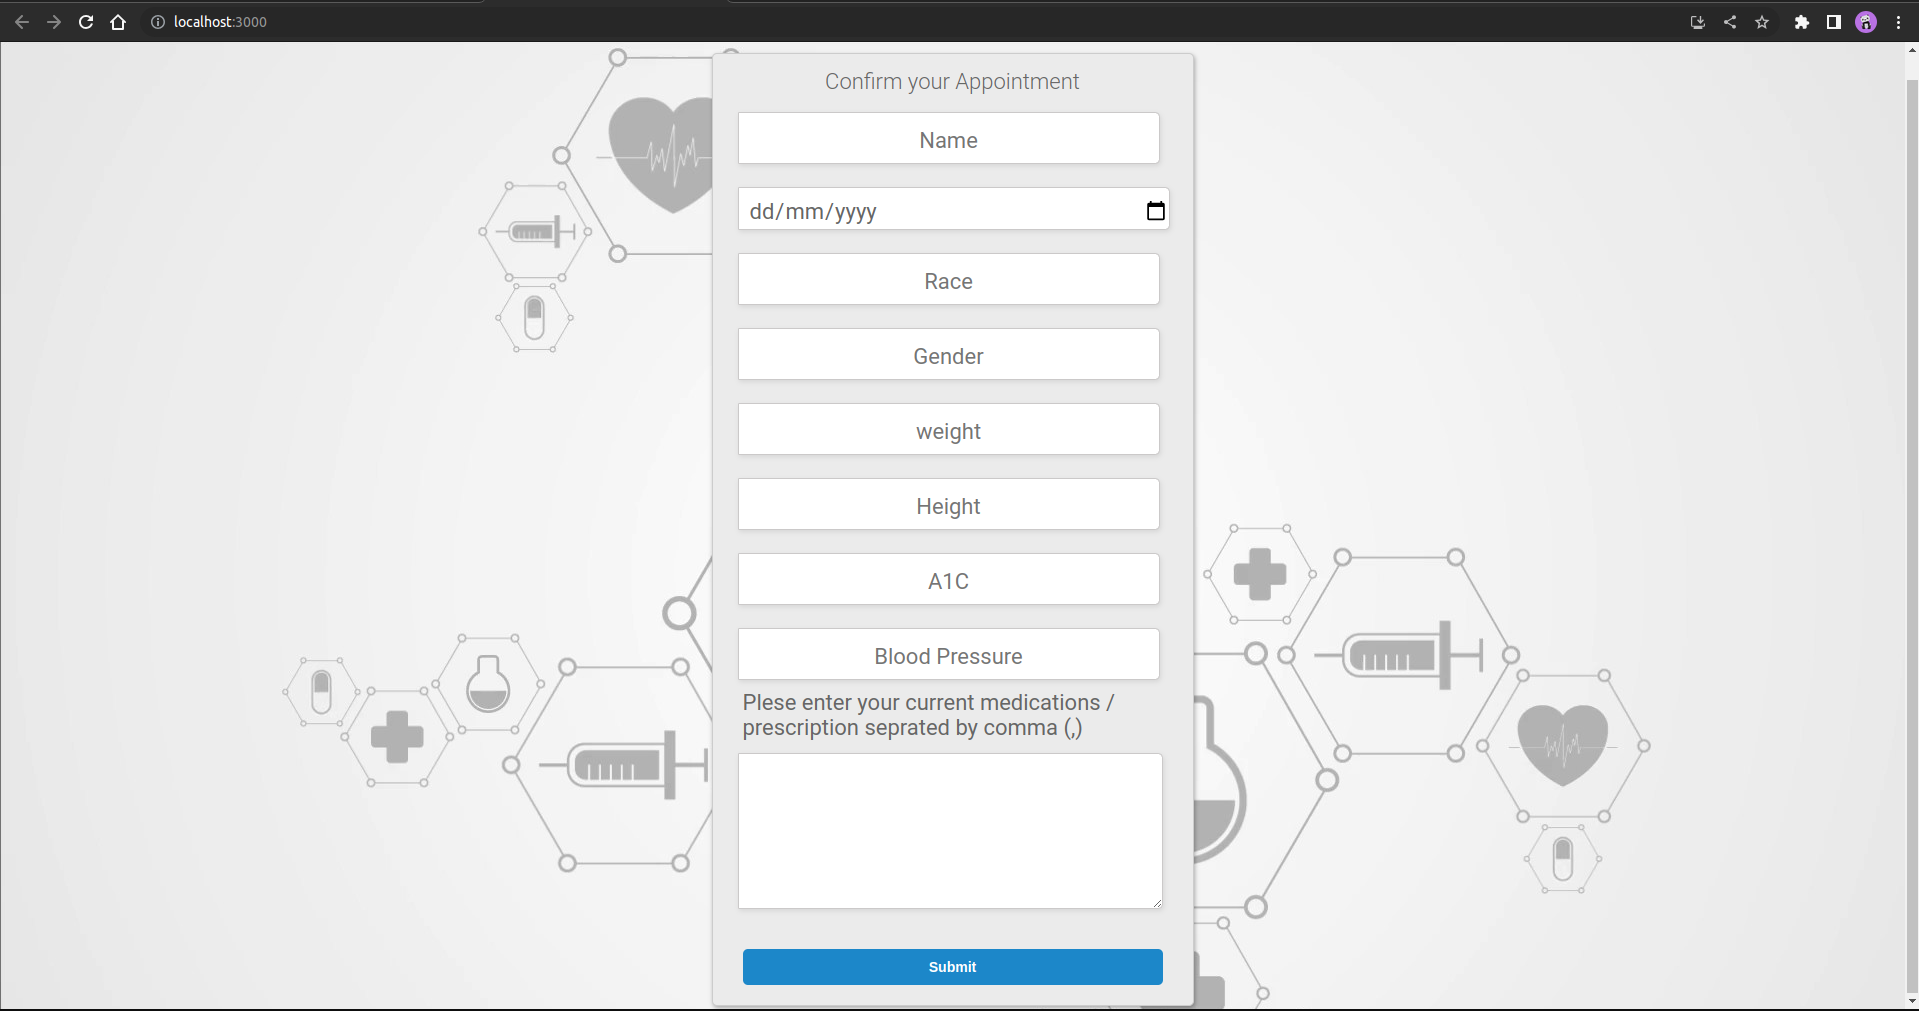 localhost:3000
Confirm your Appointment
Name
dd/mm/yyyy
Race
Gender
weight
Height
A1C
Blood Pressure
Plese enter your current medications /
prescription seprated by comma (,)
Submit